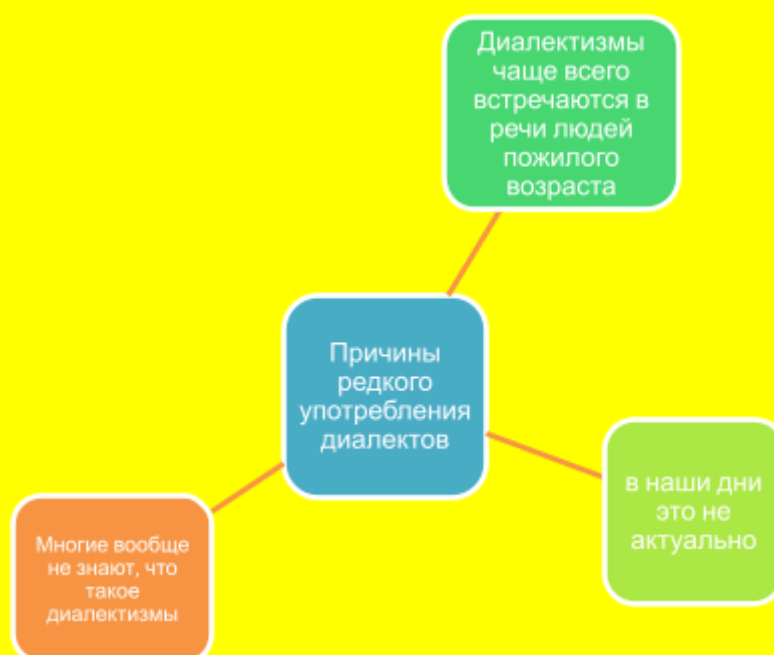 Диалектизмы
чаще всего
встречаются в
речи людей
пожилого
возраста
Причины
редкого
употребления
диалектов
в наши дни
это не
актуально
Многие вообще
не знают, что
такое
диалектизмы